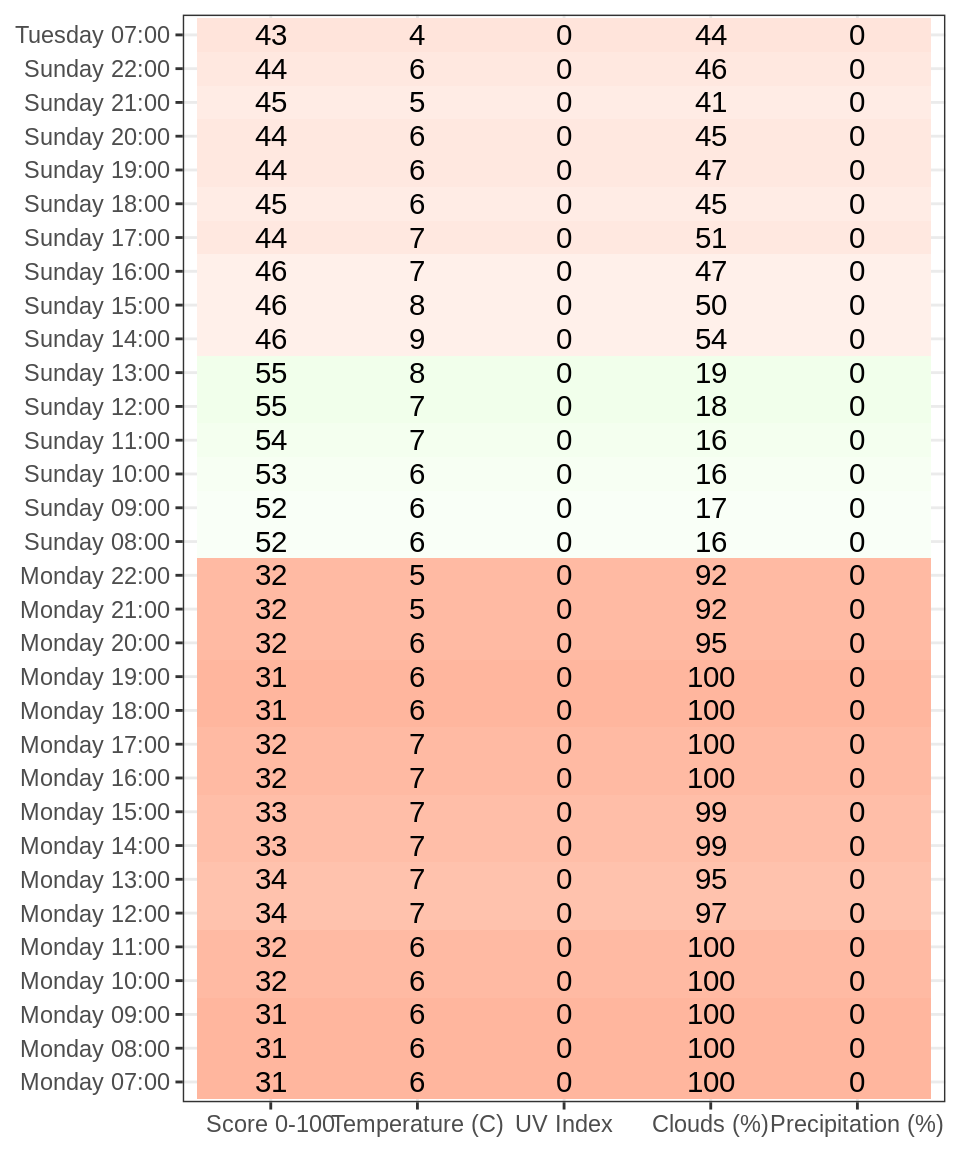 Tuesday 07:00 43 4 0 44 0
Sunday 22:00 44 6 0 46 0
Sunday 21:00 45 5 0 41 0
Sunday 20:00 44 6 0 45 0
Sunday 19:00 44 6 0 47 0
Sunday 18:00 45 6 0 45 0
Sunday 17:00 44 7 0 51 0
Sunday 16:00 46 7 0 47 0
Sunday 15:00 46 8 0 50 0
Sunday 14:00 46 9 0 54 0
Sunday 13:00 55 8 0 19 0
Sunday 12:00 55 7 0 18 0
Sunday 11:00 54 7 0 16 0
Sunday 10:00 53 6 0 16 0
Sunday 09:00 52 6 0 17 0
Sunday 08:00 52 6 0 16 0
Monday 22:00 32 5 0 92 0
Monday 21:00 32 5 0 92 0
Monday 20:00 32 6 0 95 0
Monday 19:00 31 6 0 100 0
Monday 18:00 31 6 0 100 0
Monday 17:00 32 7 0 100 0
Monday 16:00 32 7 0 100 0
Monday 15:00 33 7 0 99 0
Monday 14:00 33 7 0 99 0
Monday 13:00 34 7 0 95 0
Monday 12:00 34 7 0 97 0
Monday 11:00 32 6 0 100 0
Monday 10:00 32 6 0 100 0
Monday 09:00 31 6 0 100 0
Monday 08:00 31 6 0 100 0
Monday 07:00 31 6 0 100 0
Score 0-100 Temperature (C) UV Index Clouds (%) Precipitation (%)